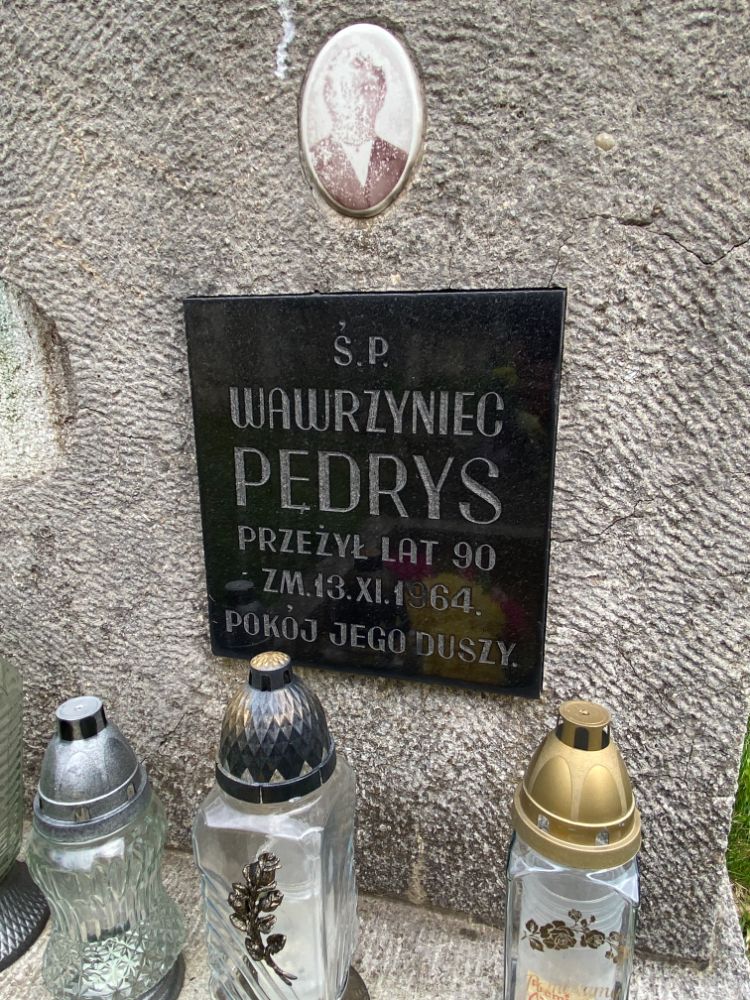 Ś.P.
WAWRZYNIEC
PĘDRYS
PRZEŻYŁ LAT 90
ZM.13.XI.1964.
POKÓJ JEGO DUSZY.